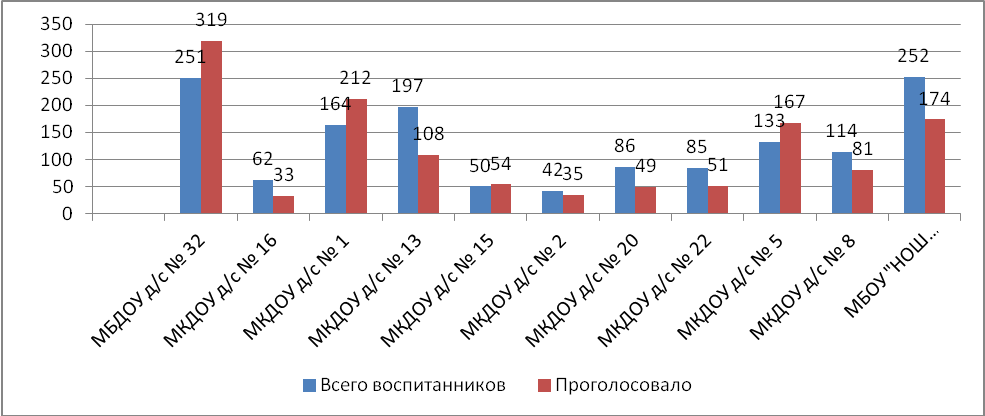 350
300
250
200
150
100
50
0
251
319
62
33
164
212
197
108
50
54
42
35
86
49
85
51
133
167
114
81
252
174
МБДОУ д/с № 32
МКДОУ д/с № 16
МКДОУ д/с № 1
МКДОУ д/с № 13
МКДОУ д/с № 15
МКДОУ д/с № 2
МКДОУ д/с № 20
МКДОУ д/с № 22
МКДОУ д/с № 5
МКДОУ д/с № 8
МБОУ "НОШ...
Всего воспитанников
Проголосовало